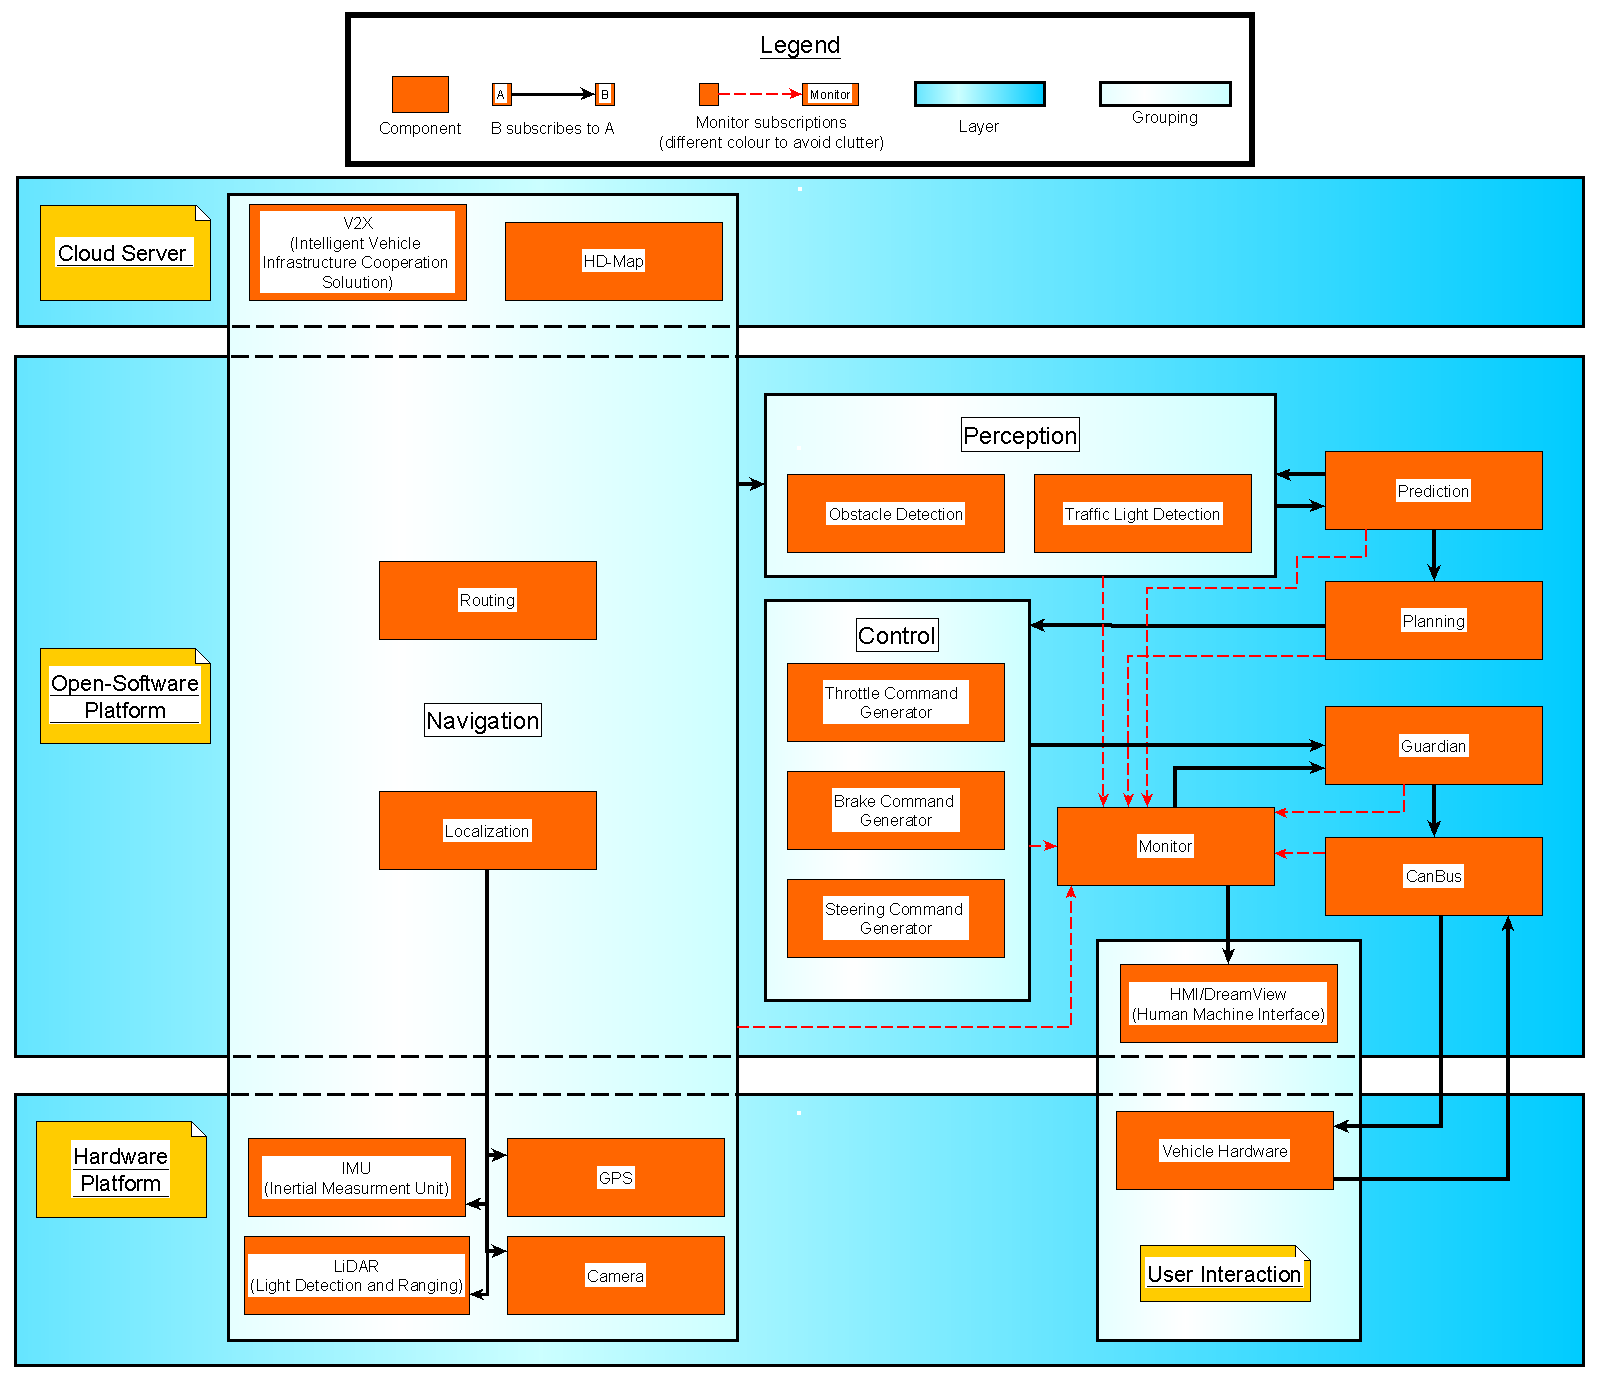 Legend
Component
A
B
B subscribes to A
Monitor
Monitor subscriptions
(different colour to avoid clutter)
Layer
Grouping
Cloud Server
V2X
(Intelligent Vehicle
Infrastructure Cooperation
Soluution)
HD-Map
Open-Software
Platform
Routing
Navigation
Localization
Perception
Obstacle Detection
Traffic Light Detection
Prediction
Planning
Control
Throttle Command
Generator
Brake Command
Generator
Steering Command
Generator
Guardian
Monitor
CanBus
HMI/DreamView
(Human Machine Interface)
Hardware
Platform
IMU
(Inertial Measurment Unit)
GPS
LiDAR
(Light Detection and Ranging)
Camera
Vehicle Hardware
User Interaction